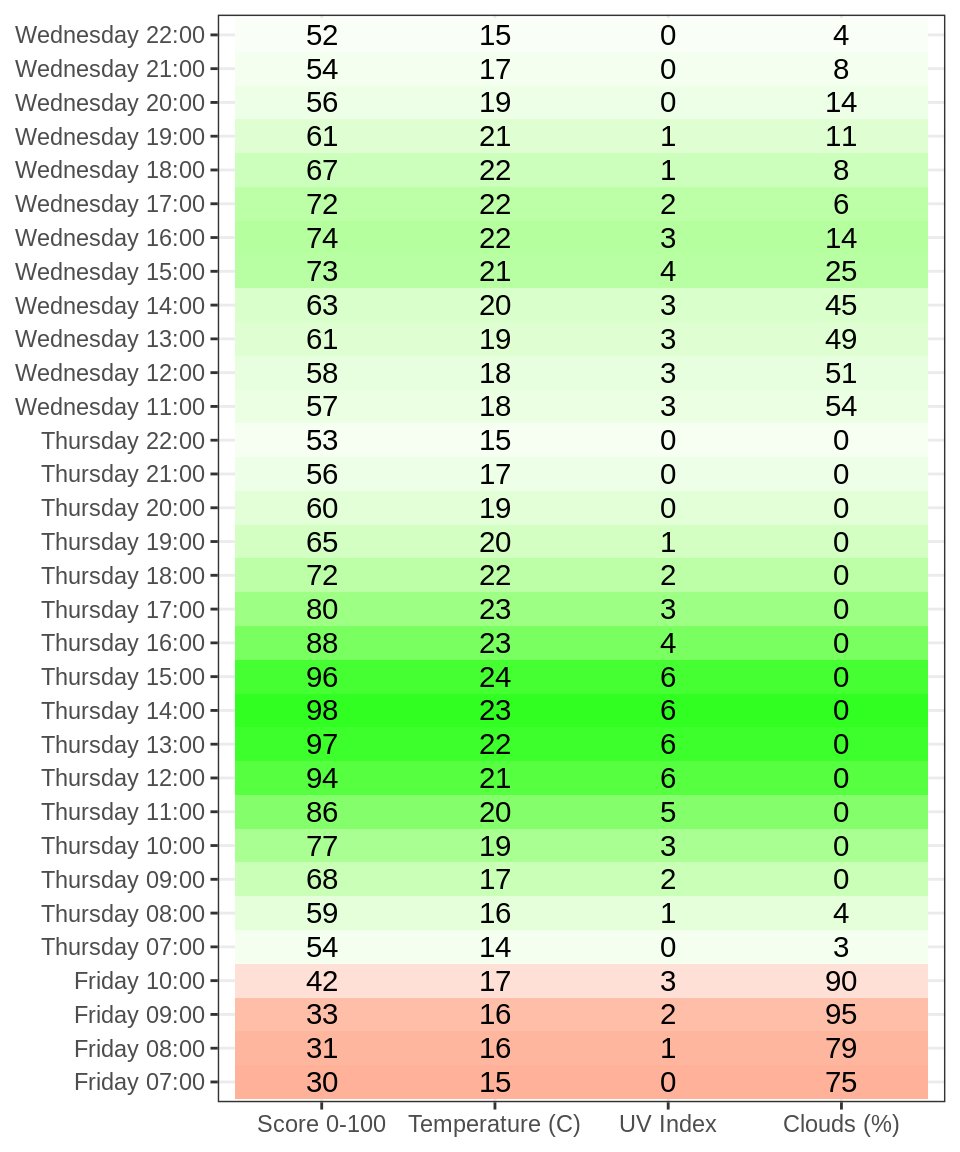 Wednesday 22:00 52 15 0 4
Wednesday 21:00 54 17 0 8
Wednesday 20:00 56 19 0 14
Wednesday 19:00 61 21 1 11
Wednesday 18:00 67 22 1 8
Wednesday 17:00 72 22 2 6
Wednesday 16:00 74 22 3 14
Wednesday 15:00 73 21 4 25
Wednesday 14:00 63 20 3 45
Wednesday 13:00 61 19 3 49
Wednesday 12:00 58 18 3 51
Wednesday 11:00 57 18 3 54
Thursday 22:00 53 15 0 0
Thursday 21:00 56 17 0 0
Thursday 20:00 60 19 0 0
Thursday 19:00 65 20 1 0
Thursday 18:00 72 22 2 0
Thursday 17:00 80 23 3 0
Thursday 16:00 88 23 4 0
Thursday 15:00 96 24 6 0
Thursday 14:00 98 23 6 0
Thursday 13:00 97 22 6 0
Thursday 12:00 94 21 6 0
Thursday 11:00 86 20 5 0
Thursday 10:00 77 19 3 0
Thursday 09:00 68 17 2 0
Thursday 08:00 59 16 1 4
Thursday 07:00 54 14 0 3
Friday 10:00 42 17 3 90
Friday 09:00 33 16 2 95
Friday 08:00 31 16 1 79
Friday 07:00 30 15 0 75
Score 0-100 Temperature (C) UV Index Clouds (%)